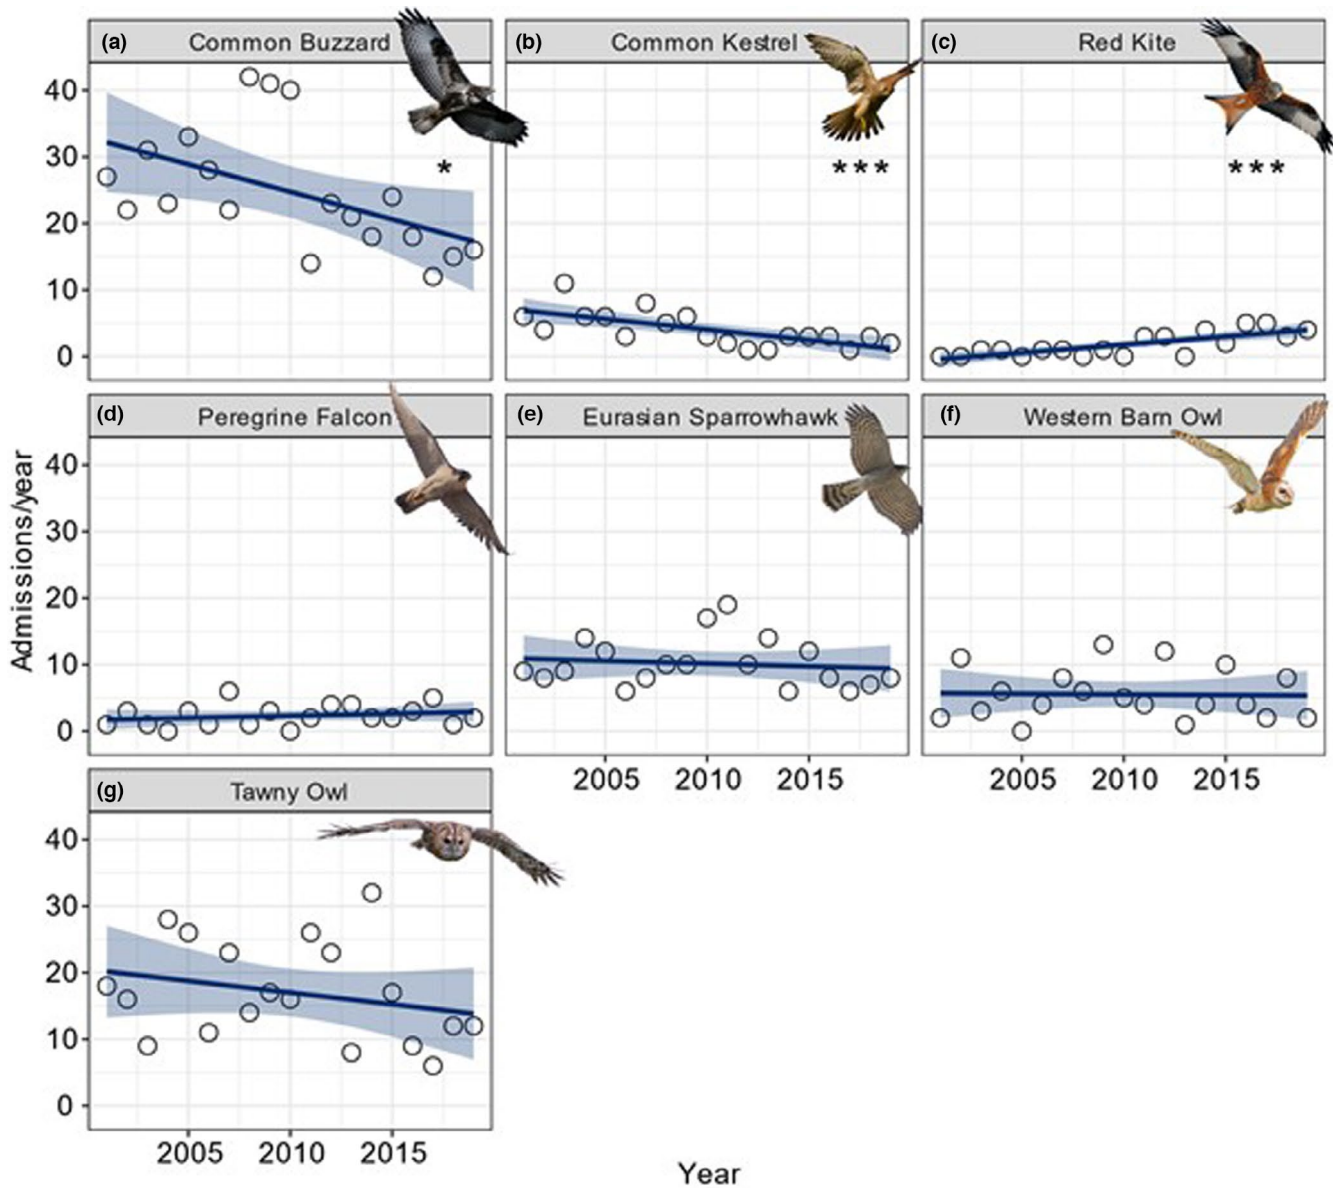 (a) Common Buzzard
(b) Common Kestrel
(c) Red Kite
40
30
20
10
0
*
***
***
(d) Peregrine Falcon
(e) Eurasian Sparrowhawk
(f) Western Barn Owl
40
30
20
10
0
Admissions/year
2005 2010 2015
2005 2010 2015
(g) Tawny Owl
40
30
20
10
0
2005 2010 2015
Year